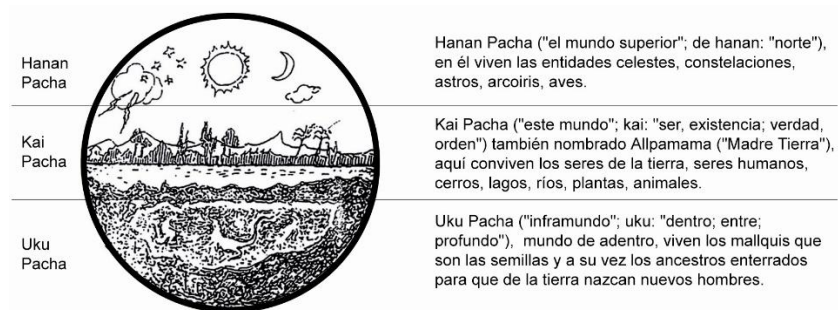 Hanan
Pacha
Hanan Pacha ("el mundo superior"; de hanan: "norte"),
en él viven las entidades celestes, constelaciones,
astros, arcoiris, aves.
Kai
Pacha
Kai Pacha ("este mundo"; kai: "ser, existencia; verdad,
orden") también nombrado Allpamama ("Madre Tierra"),
aquí conviven los seres de la tierra, seres humanos,
cerros, lagos, ríos, plantas, animales.
Uku
Pacha
Uku Pacha ("inframundo"; uku: "dentro; entre;
profundo"), mundo de adentro, viven los mallquis que
son las semillas y a su vez los ancestros enterrados
para que de la tierra nazcan nuevos hombres.